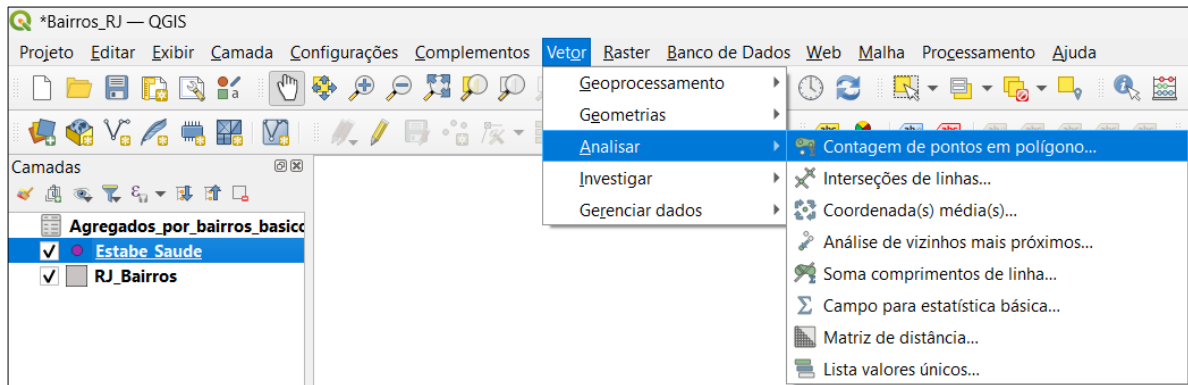 *Bairros_RJ — QGIS
Projeto Editar Exibir Camada Configurações Complementos Vetor Raster Banco de Dados Web Malha Processamento Ajuda
Geoprocessamento
Geometrias
Analisar
Investigar
Gerenciar dados
Contagem de pontos em polígono...
Interseções de linhas...
Coordenada(s) média(s)...
Análise de vizinhos mais próximos...
Soma comprimentos de linha...
Campo para estatística básica...
Matriz de distância...
Lista valores únicos...
Camadas
Agregados_por_bairros_basico
Estabe_Saude
RJ_Bairros